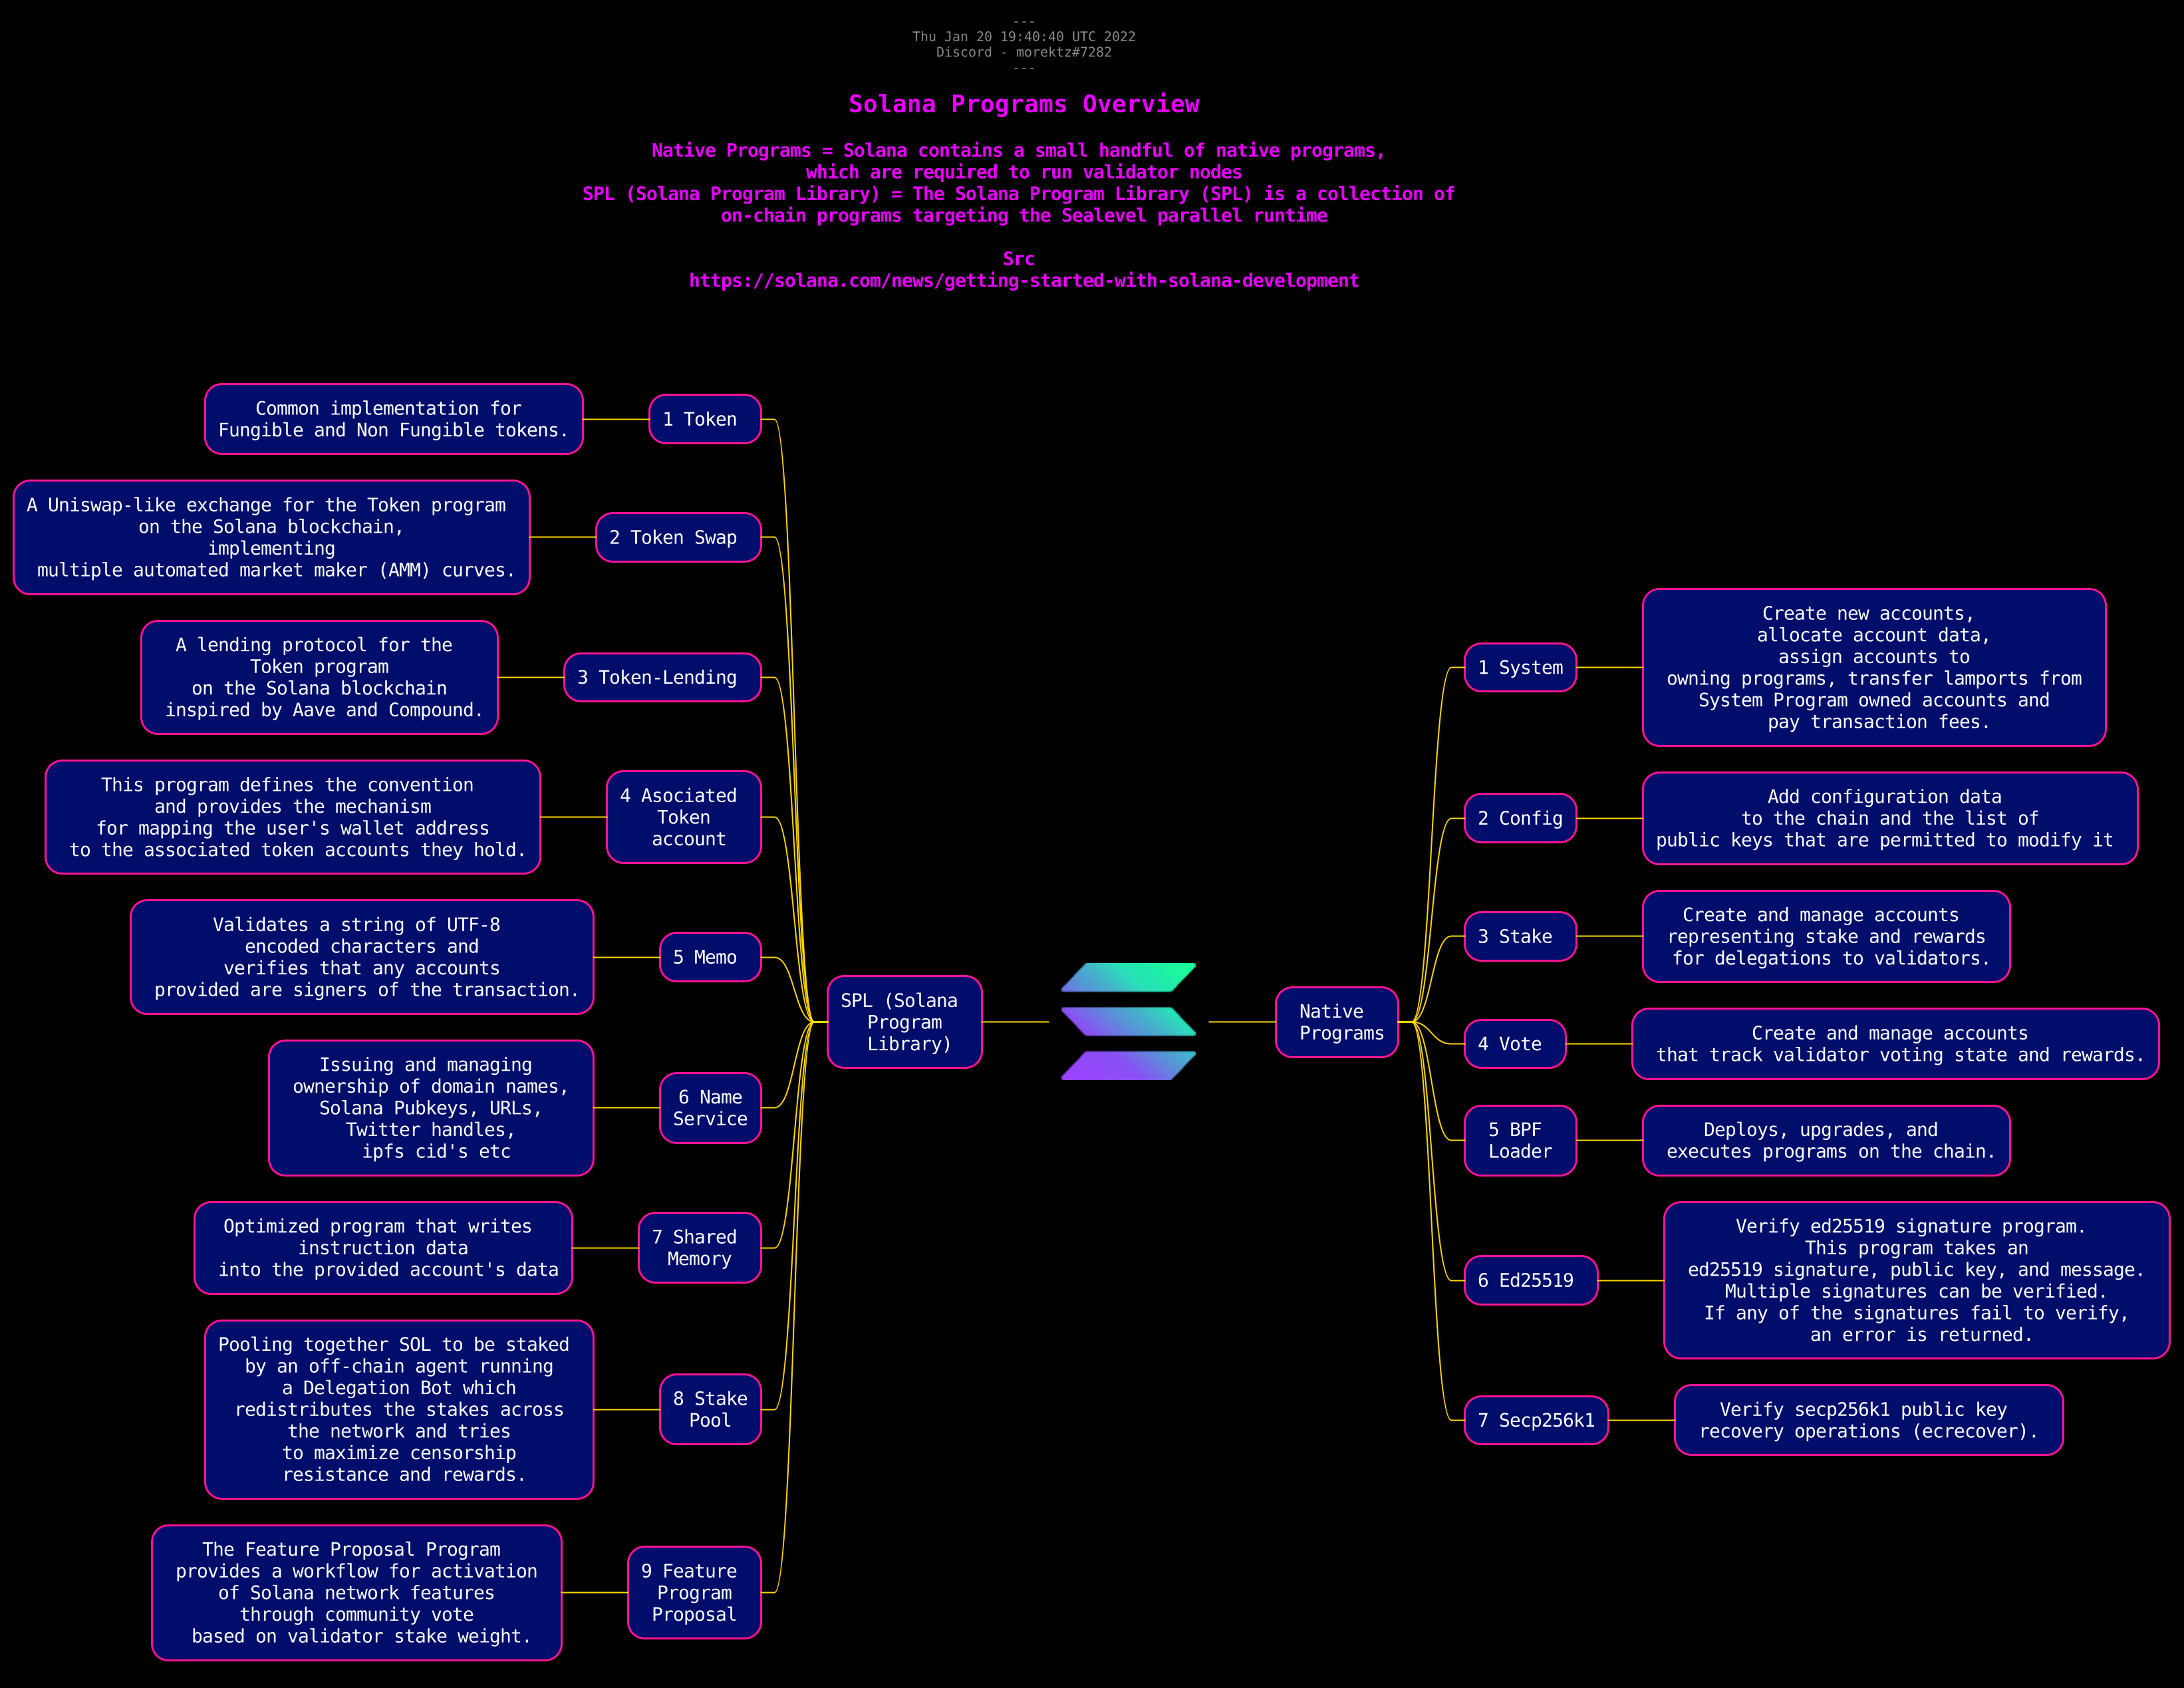 ---
Thu Jan 20 19:40:40 UTC 2022
Discord - morektz#7282
---
Solana Programs Overview
Native Programs = Solana contains a small handful of native programs,
which are required to run validator nodes
SPL (Solana Program Library) = The Solana Program Library (SPL) is a collection of
on-chain programs targeting the Sealevel parallel runtime
Src
https://solana.com/news/getting-started-with-solana-development
SPL (Solana
Program
Library)
1 Token
Common implementation for
Fungible and Non Fungible tokens.
2 Token Swap
A Uniswap-like exchange for the Token program
on the Solana blockchain,
implementing
multiple automated market maker (AMM) curves.
3 Token-Lending
A lending protocol for the
Token program
on the Solana blockchain
inspired by Aave and Compound.
4 Asociated
Token
account
This program defines the convention
and provides the mechanism
for mapping the user's wallet address
to the associated token accounts they hold.
5 Memo
Validates a string of UTF-8
encoded characters and
verifies that any accounts
provided are signers of the transaction.
6 Name
Service
Issuing and managing
ownership of domain names,
Solana Pubkeys, URLs,
Twitter handles,
ipfs cid's etc
7 Shared
Memory
Optimized program that writes
instruction data
into the provided account's data
8 Stake
Pool
Pooling together SOL to be staked
by an off-chain agent running
a Delegation Bot which
redistributes the stakes across
the network and tries
to maximize censorship
resistance and rewards.
9 Feature
Program
Proposal
The Feature Proposal Program
provides a workflow for activation
of Solana network features
through community vote
based on validator stake weight.
Native
Programs
1 System
Create new accounts,
allocate account data,
assign accounts to
owning programs, transfer lamports from
System Program owned accounts and
pay transaction fees.
2 Config
Add configuration data
to the chain and the list of
public keys that are permitted to modify it
3 Stake
Create and manage accounts
representing stake and rewards
for delegations to validators.
4 Vote
Create and manage accounts
that track validator voting state and rewards.
5 BPF
Loader
Deploys, upgrades, and
executes programs on the chain.
6 Ed25519
Verify ed25519 signature program.
This program takes an
ed25519 signature, public key, and message.
Multiple signatures can be verified.
If any of the signatures fail to verify,
an error is returned.
7 Secp256k1
Verify secp256k1 public key
recovery operations (ecrecover).